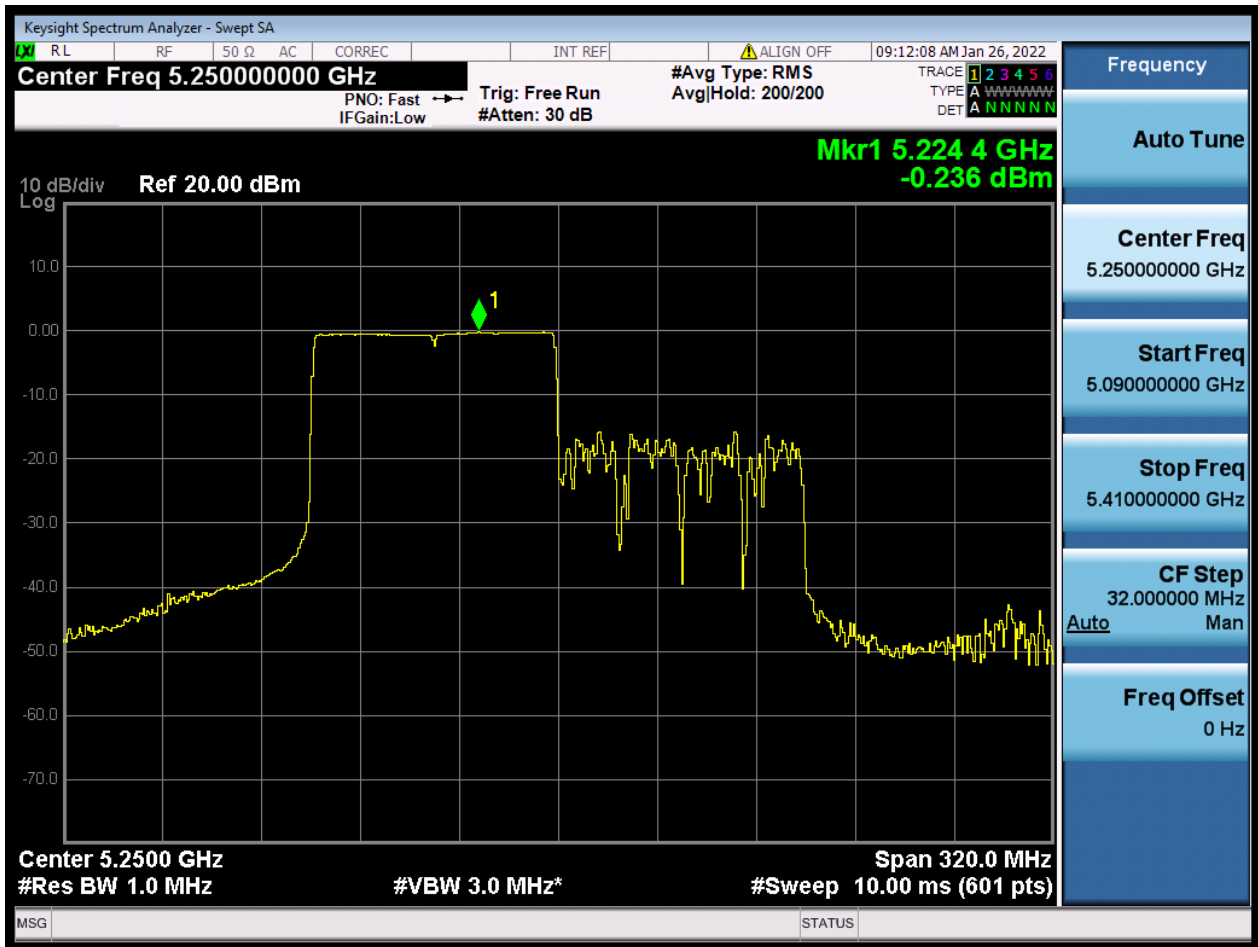 Keysight Spectrum Analyzer - Swept SA
LXI RL RF 50 Ω AC CORREC INT REF ALIGN OFF 09:12:08 AM Jan 26, 2022
Center Freq 5.250000000 GHz
PNO: Fast
IFGain:Low
Trig: Free Run
#Atten: 30 dB
#Avg Type: RMS
Avg|Hold: 200/200
TRACE 1 2 3 4 5 6
TYPE A WWWWW
DET A N N N N N
Mkr1 5.224 4 GHz
-0.236 dBm
10 dB/div Ref 20.00 dBm
Log
10.0
1
0.00
-10.0
-20.0
-30.0
-40.0
-50.0
-60.0
-70.0
Center 5.2500 GHz Span 320.0 MHz
#Res BW 1.0 MHz #VBW 3.0 MHz* #Sweep 10.00 ms (601 pts)
MSG STATUS
Frequency
Auto Tune
Center Freq
5.250000000 GHz
Start Freq
5.090000000 GHz
Stop Freq
5.410000000 GHz
CF Step
32.000000 MHz
Auto Man
Freq Offset
0 Hz